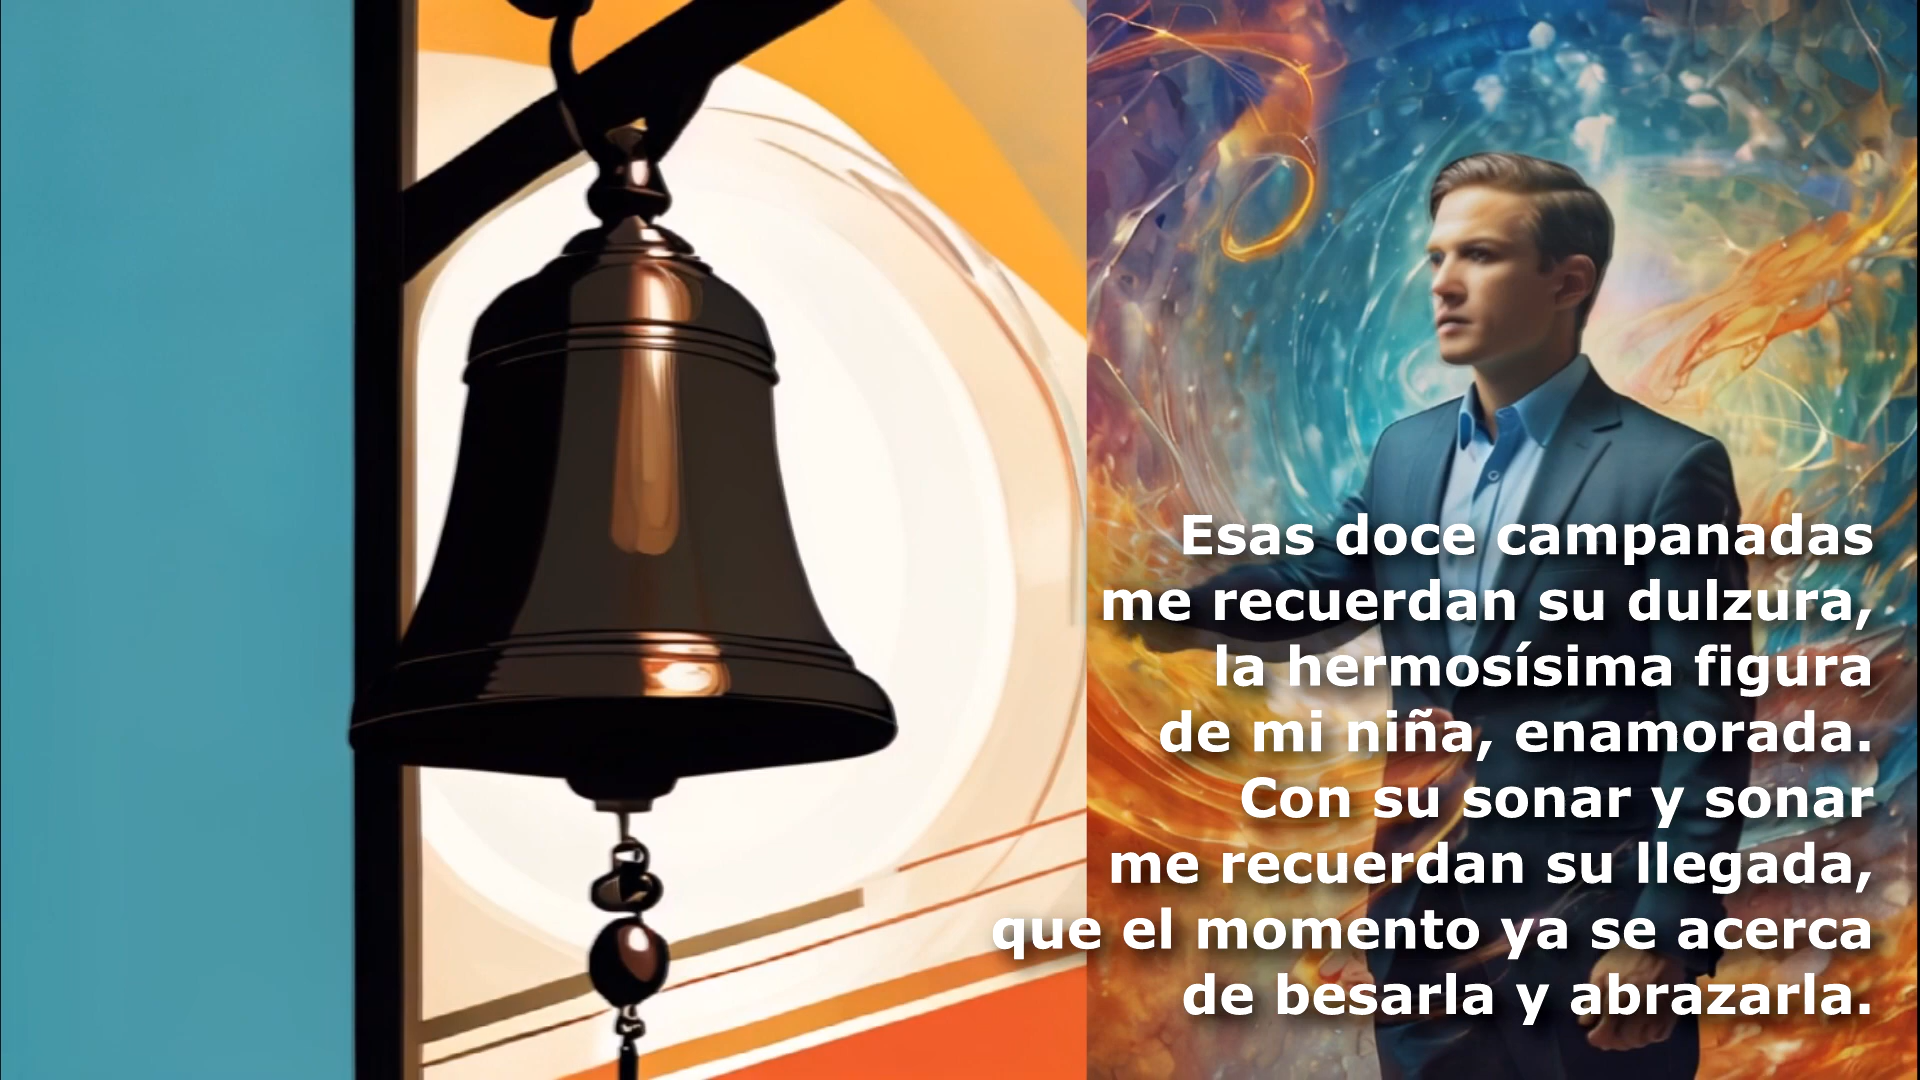 Esas doce campanadas
me recuerdan su dulzura,
la hermosísima figura
de mi niña, enamorada.
Con su sonar y sonar
me recuerdan su llegada,
que el momento ya se acerca
de besarla y abrazarla.